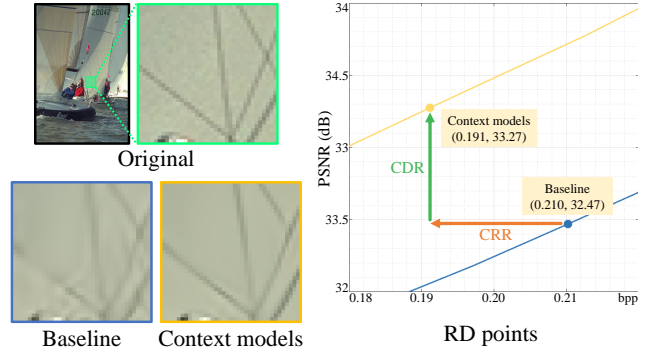 20042
Original
Baseline
Context models
PSNR (dB)
34
34.5
33
33.5
32
0.18
0.19
0.20
0.21
bpp
Context models
(0.191, 33.27)
CDR
Baseline
(0.210, 32.47)
CRR
RD points